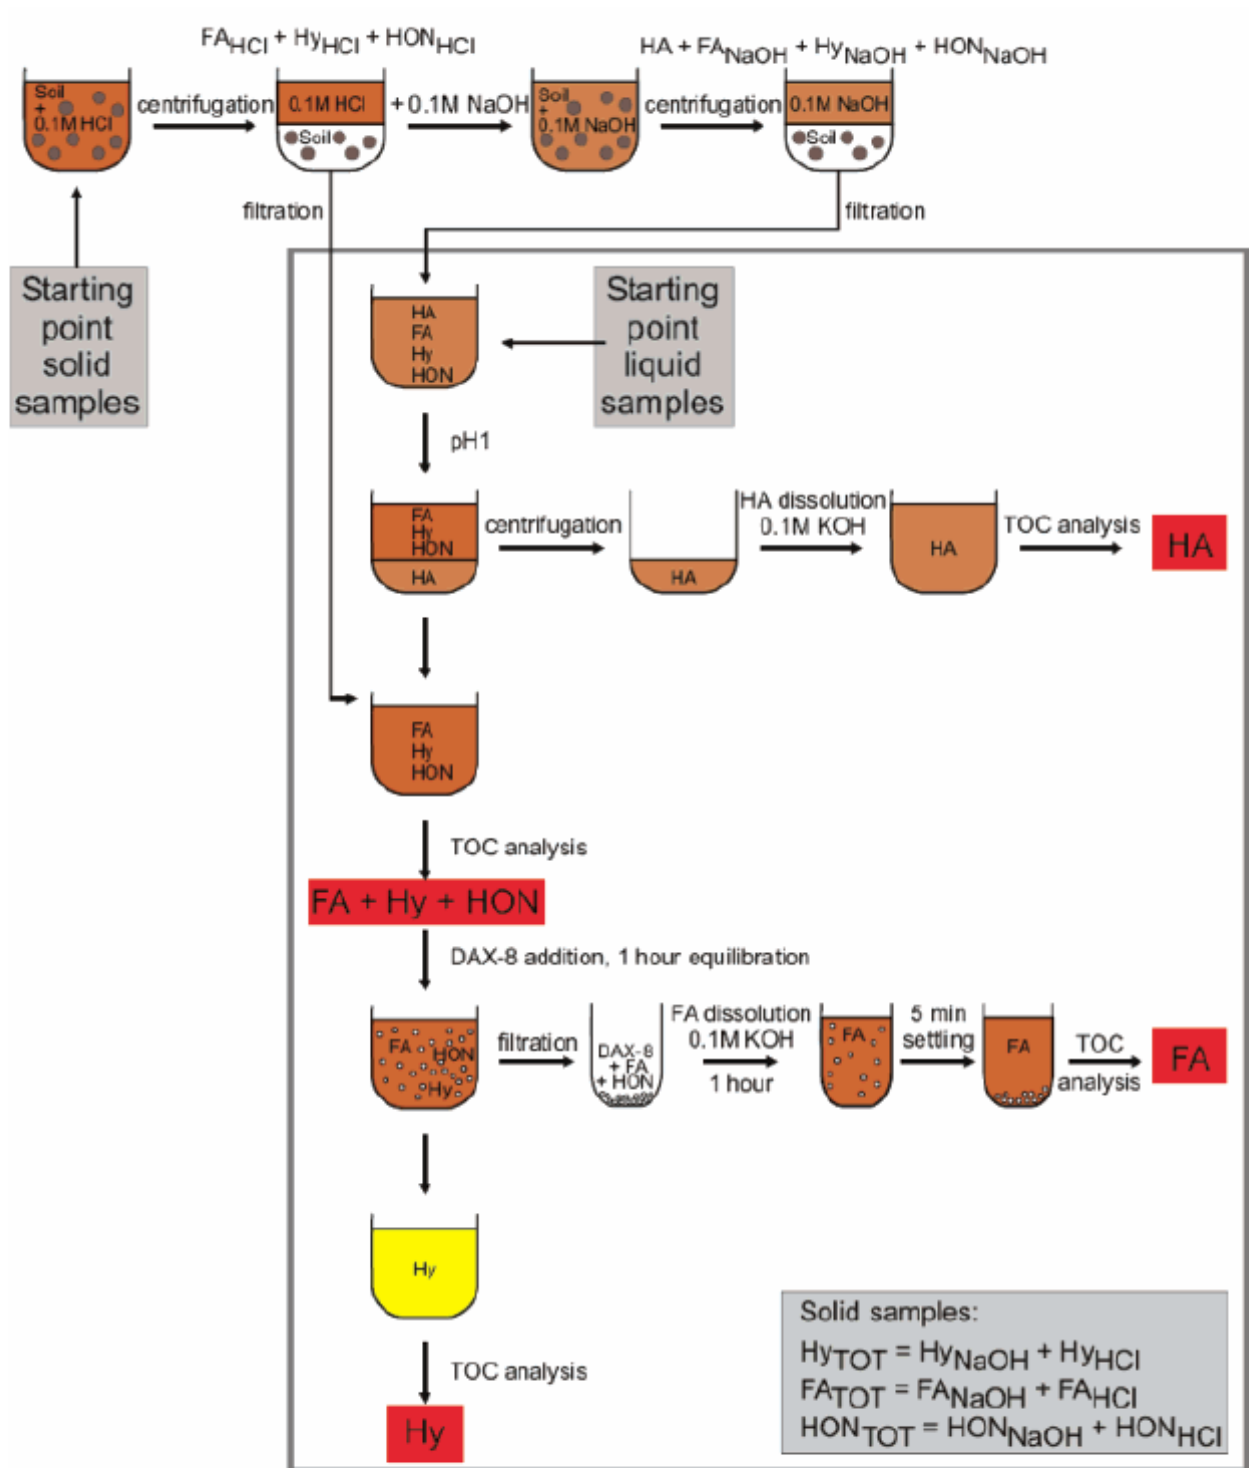 FAHCl + HyHCl + HONHCl
HA + FANaOH + HyNaOH + HONNaOH
Soil
+
0.1M HCl
centrifugation
0.1M HCl
Soil
+ 0.1M NaOH
Soil
+
0.1M NaOH
centrifugation
0.1M NaOH
Soil
filtration
filtration
Starting
point
solid
samples
HA
FA
Hy
HON
Starting
point
liquid
samples
pH1
FA
Hy
HON
HA
centrifugation
HA
HA dissolution
0.1M KOH
HA
TOC analysis
HA
FA
Hy
HON
TOC analysis
FA + Hy + HON
DAX-8 addition, 1 hour equilibration
FA
HON
Hy
filtration
DAX-8
+ FA
+ HON
FA dissolution
0.1M KOH
1 hour
FA
5 min
settling
FA
TOC
analysis
FA
Hy
TOC analysis
Hy
Solid samples:
HyTOT = HyNaOH + HyHCl
FATOT = FANaOH + FAHCl
HONTOT = HONNaOH + HONHCl